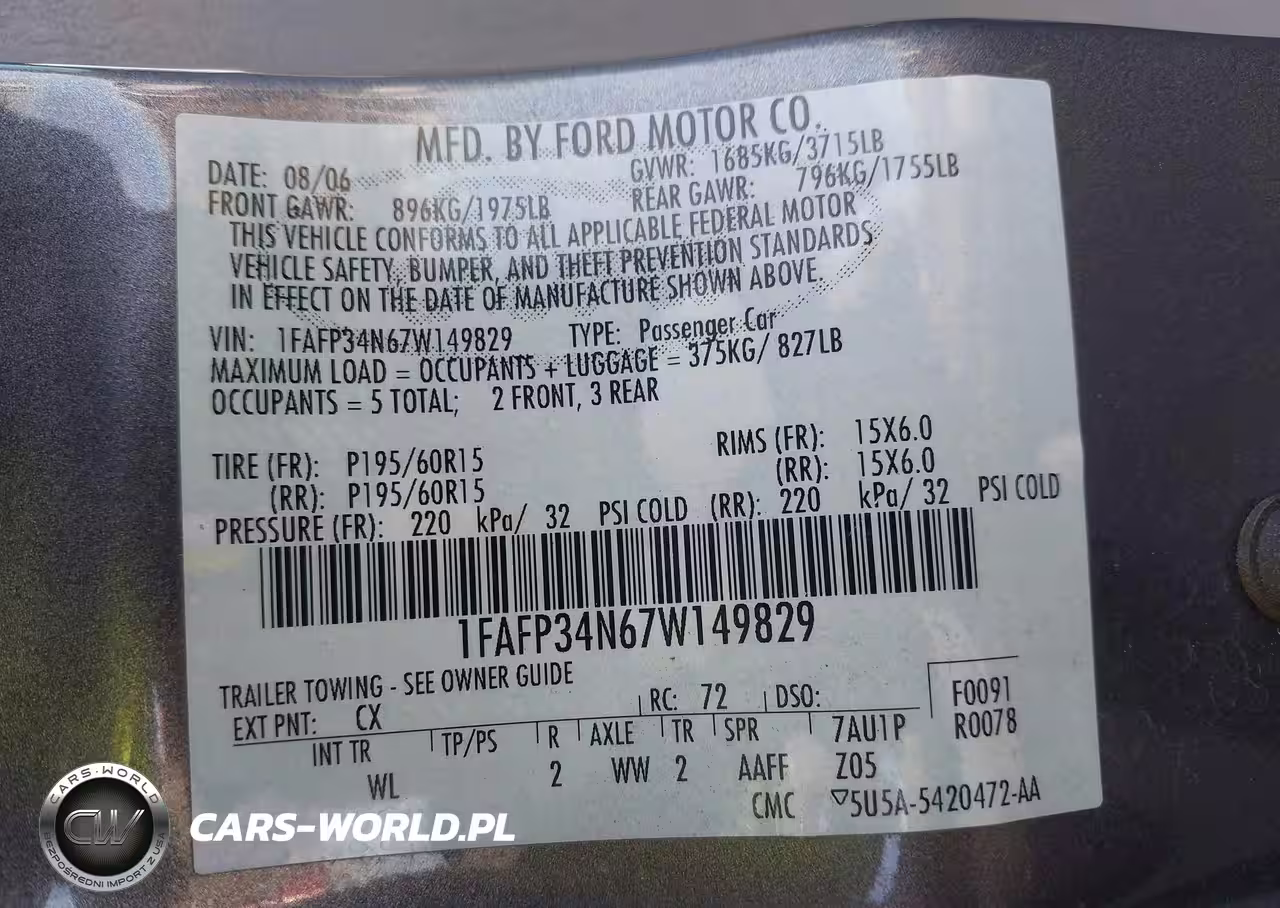 MFD. BY FORD MOTOR CO.
DATE: 08/06 GVWR: 1685KG/3715LB
FRONT GAWR: 896KG/1975LB REAR GAWR: 796KG/1755LB
THIS VEHICLE CONFORMS TO ALL APPLICABLE FEDERAL MOTOR
VEHICLE SAFETY, BUMPER, AND THEFT PREVENTION STANDARDS
IN EFFECT ON THE DATE OF MANUFACTURE SHOWN ABOVE.
VIN: 1FAFP34N67W149829 TYPE: Passenger Car
MAXIMUM LOAD = OCCUPANTS + LUGGAGE = 375KG/ 827LB
OCCUPANTS = 5 TOTAL; 2 FRONT, 3 REAR
TIRE (FR): P195/60R15 RIMS (FR): 15X6.0
(RR): P195/60R15 (RR): 15X6.0
PRESSURE (FR): 220 kPa/ 32 PSI COLD (RR): 220 kPa/ 32 PSI COLD
1FAFP34N67W149829
TRAILER TOWING - SEE OWNER GUIDE
EXT PNT: CX RC: 72 DSO: F0091
INT TR TP/PS R AXLE TR SPR 7AU1P R0078
WL 2 WW 2 AAFF Z05
CMC ▽5U5A-5420472-AA
CARS-WORLD
CW
BEZPOŚREDNI IMPORT Z USA
CARS-WORLD.PL